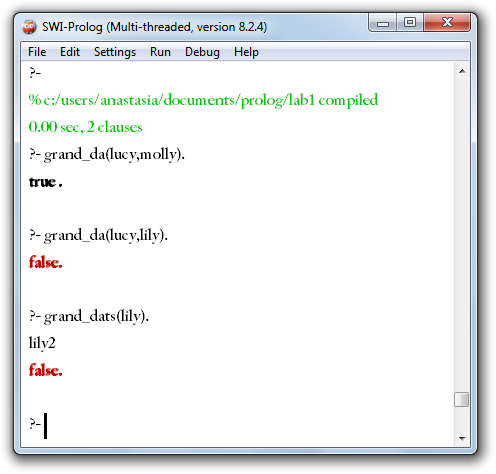 SWI-Prolog (Multi-threaded, version 8.2.4)
File Edit Settings Run Debug Help
?-
% c:/users/anastasia/documents/prolog/lab1 compiled
0.00 sec, 2 clauses
?- grand_da(lucy,molly).
true .
?- grand_da(lucy,lily).
false.
?- grand_dats(lily).
lily2
false.
?-